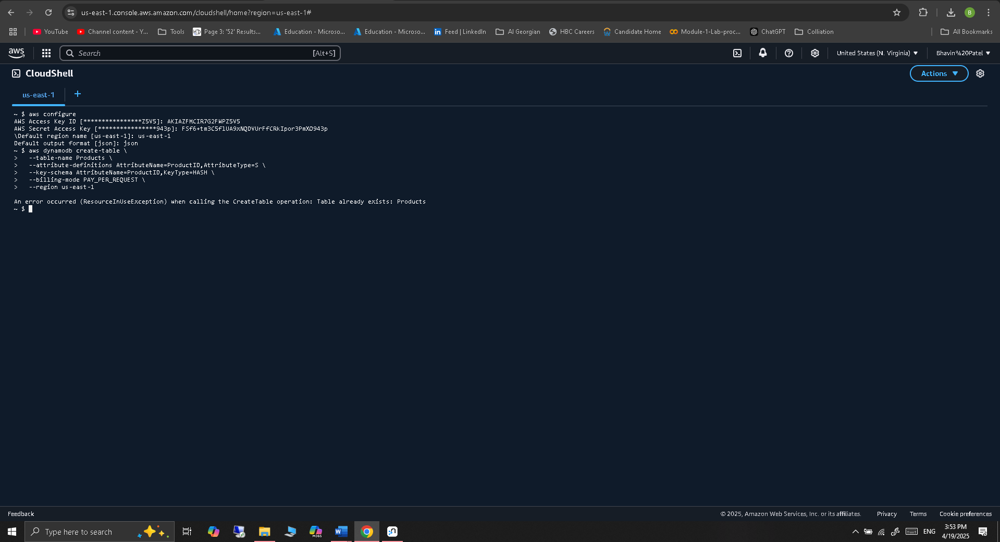 us-east-1.console.aws.amazon.com/cloudshell/home?region=us-east-1#
B
YouTube
Channel content - Y...
Tools
HD
Page 3: '52' Results...
Education - Microso...
Education - Microso...
in
Feed | LinkedIn
AI Georgian
HBC Careers
Candidate Home
Module-1-Lab-proc...
ChatGPT
Colliation
All Bookmarks
aws
Search
[Alt+S]
United States (N. Virginia)
Bhavin%20Patel
CloudShell
Actions
us-east-1
+
~ $ aws configure
AWS Access Key ID [****************Z5V5]: AKIAZFMCIR7G2FWPZ5V5
AWS Secret Access Key [****************943p]:
\Default region name [us-east-1]: us-east-1
Default output format [json]: json
~ $ aws dynamodb create-table \
>   --table-name Products \
>   --attribute-definitions AttributeName=ProductID,AttributeType=S \
>   --key-schema AttributeName=ProductID,KeyType=HASH \
>   --billing-mode PAY_PER_REQUEST \
>   --region us-east-1
An error occurred (ResourceInUseException) when calling the CreateTable operation: Table already exists: Products
~ $
Feedback
© 2025, Amazon Web Services, Inc. or its affiliates.
Privacy
Terms
Cookie preferences
Type here to search
M365
W
ENG
3:53 PM
4/19/2025